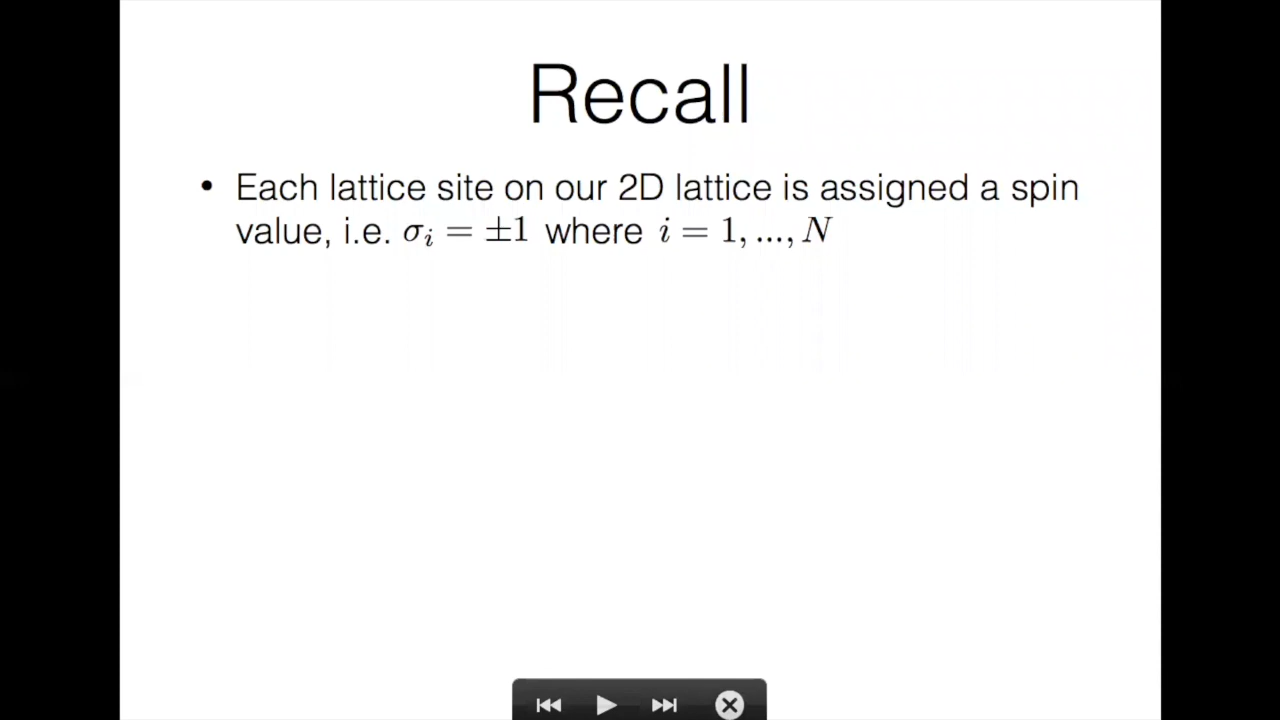 Recall
• Each lattice site on our 2D lattice is assigned a spin
value, i.e. σᵢ = ±1 where i = 1, ..., N